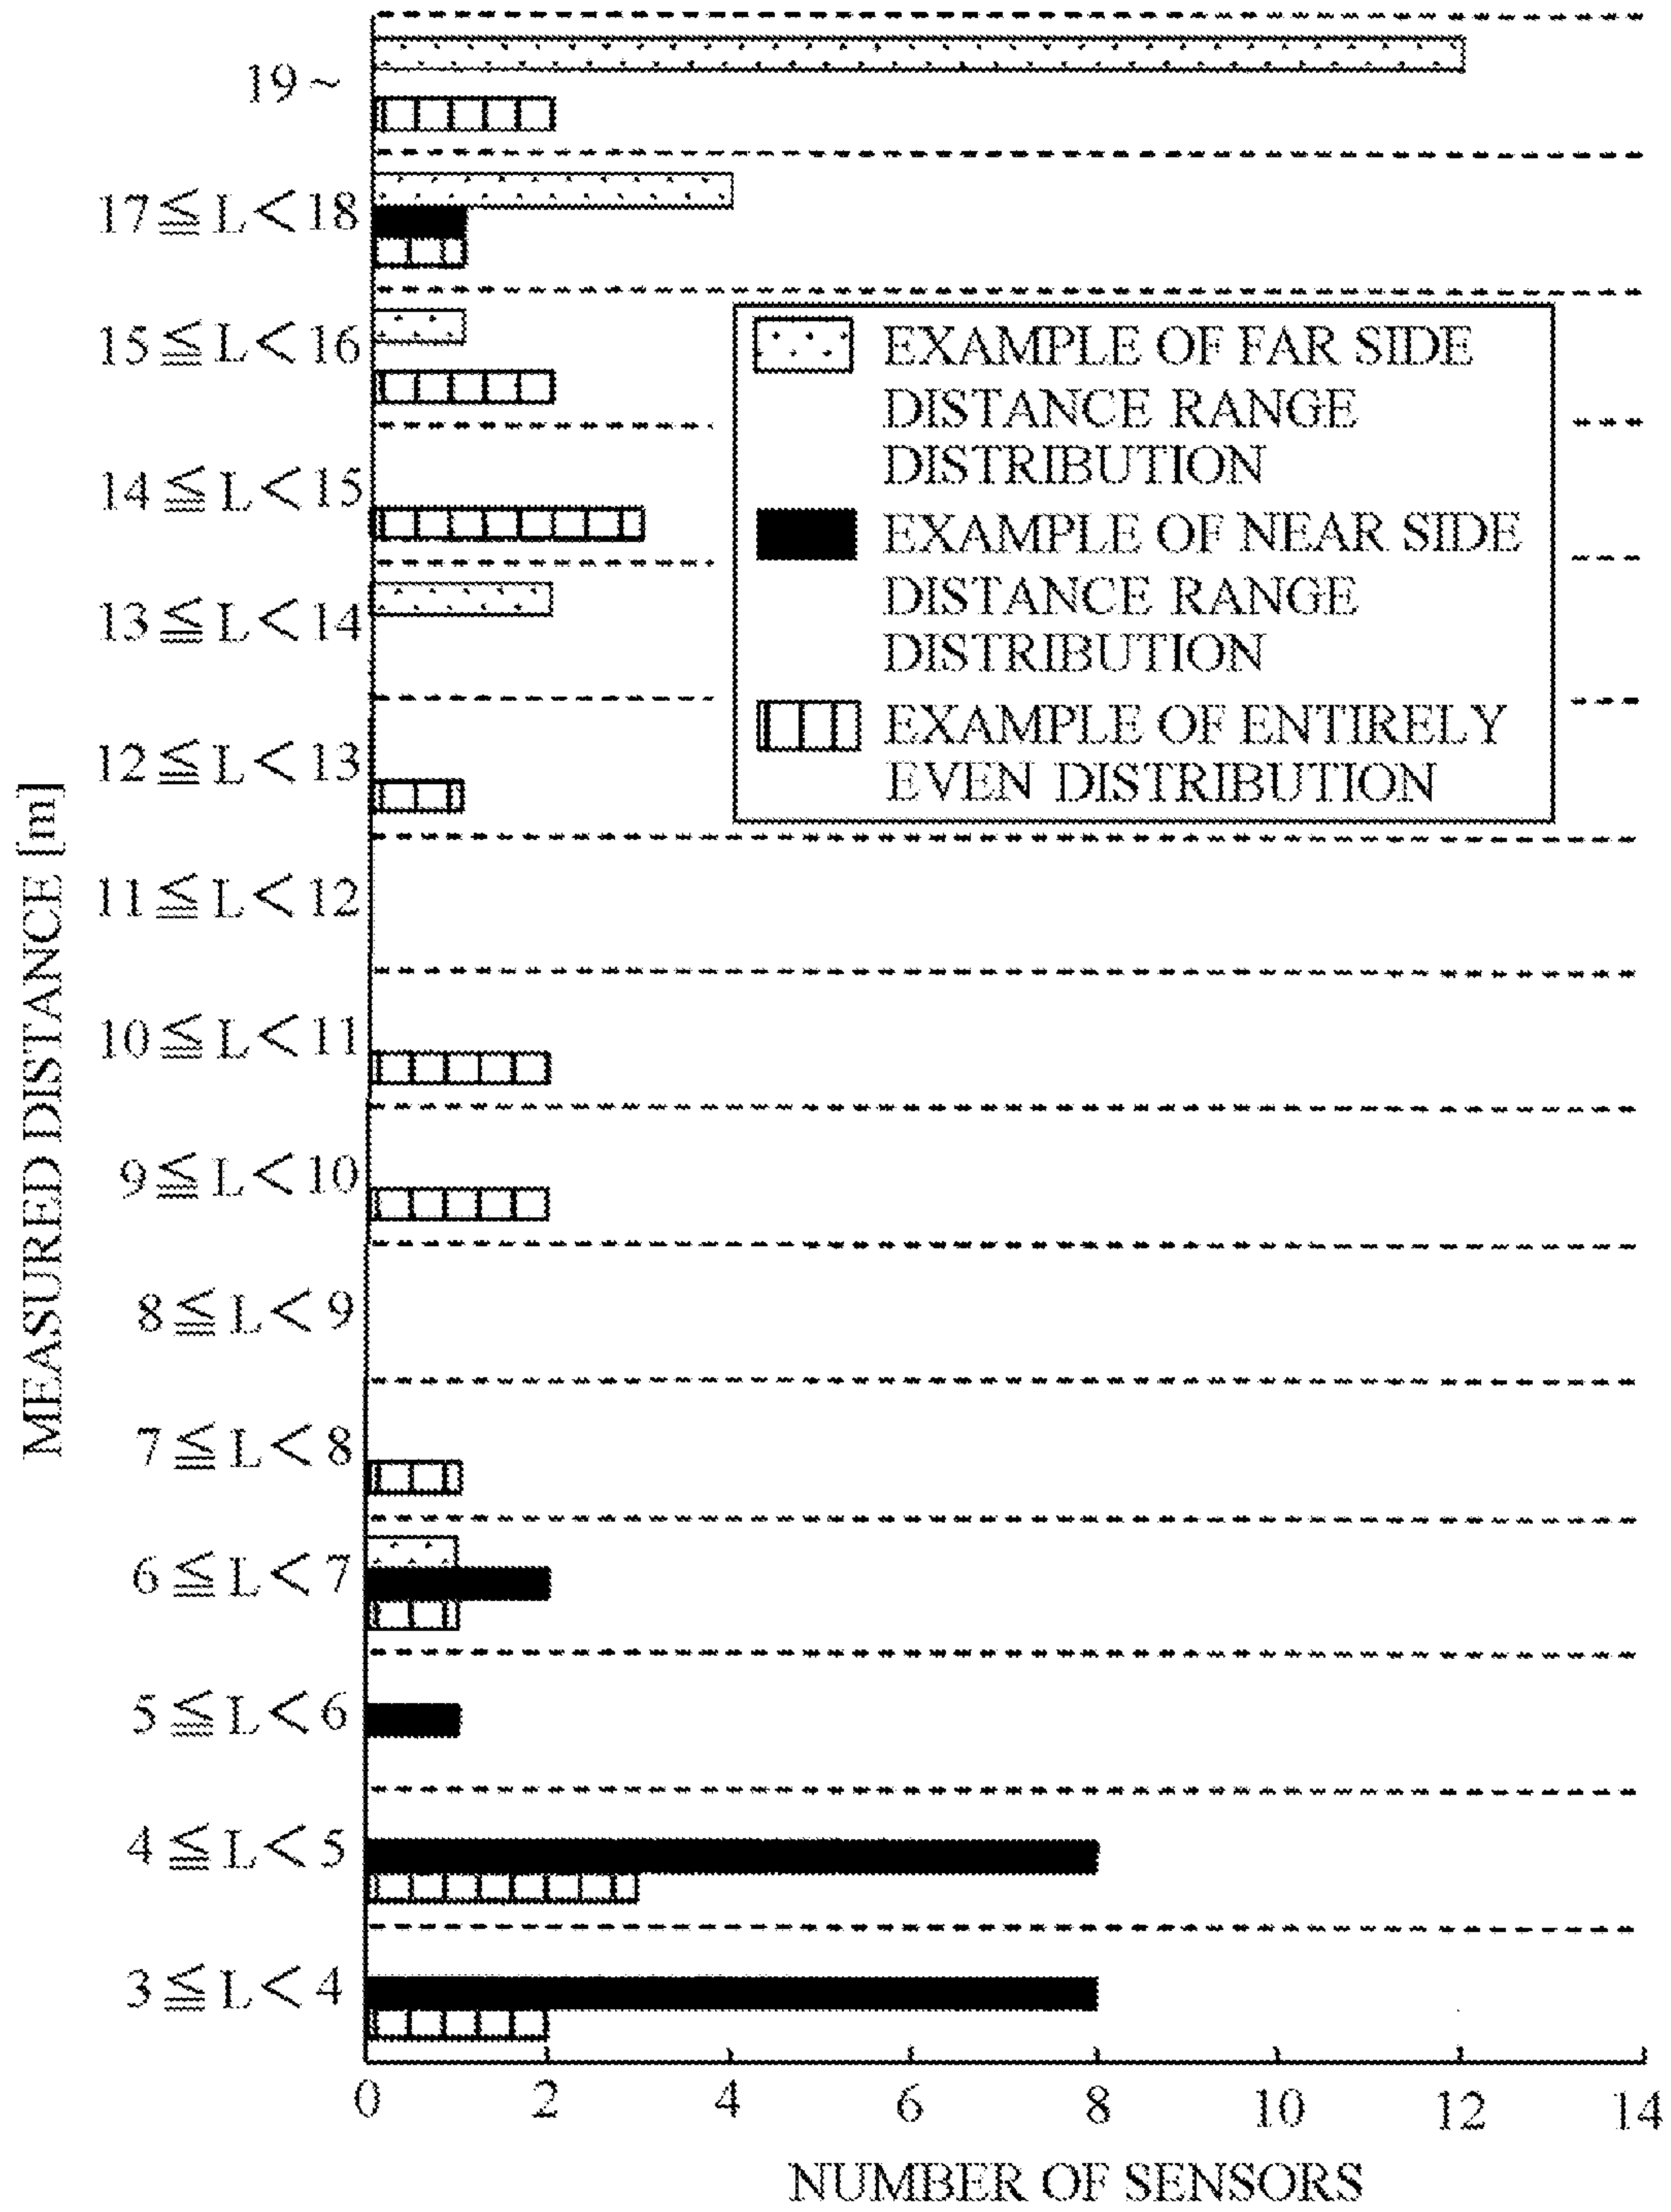 19 ~
17≦L<18
15≦L<16
14≦L<15
13≦L<14
12≦L<13
11≦L<12
10≦L<11
9≦L<10
8≦L<9
7≦L<8
6≦L<7
5≦L<6
4≦L<5
3≦L<4
MEASURED DISTANCE [m]
EXAMPLE OF FAR SIDE
DISTANCE RANGE
DISTRIBUTION
EXAMPLE OF NEAR SIDE
DISTANCE RANGE
DISTRIBUTION
EXAMPLE OF ENTIRELY
EVEN DISTRIBUTION
0 2 4 6 8 10 12 14
NUMBER OF SENSORS